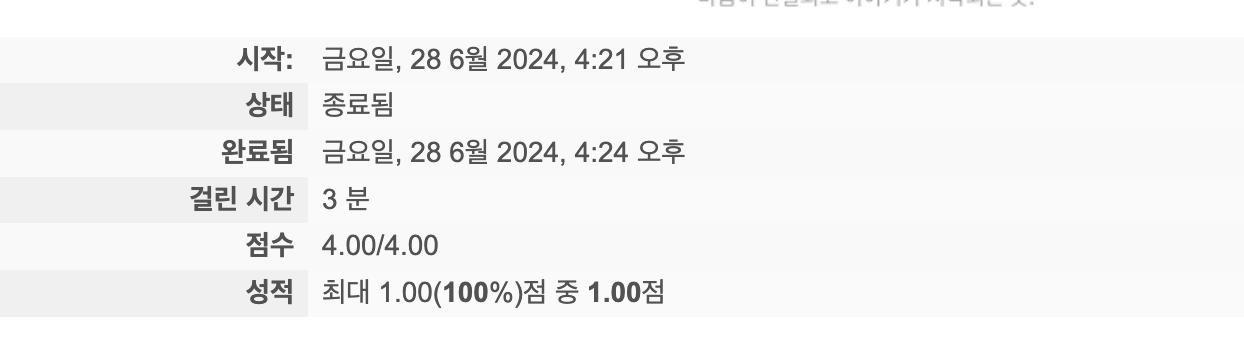 시작: 금요일, 28 6월 2024, 4:21 오후
상태 종료됨
완료됨 금요일, 28 6월 2024, 4:24 오후
걸린 시간 3 분
점수 4.00/4.00
성적 최대 1.00(100%)점 중 1.00점